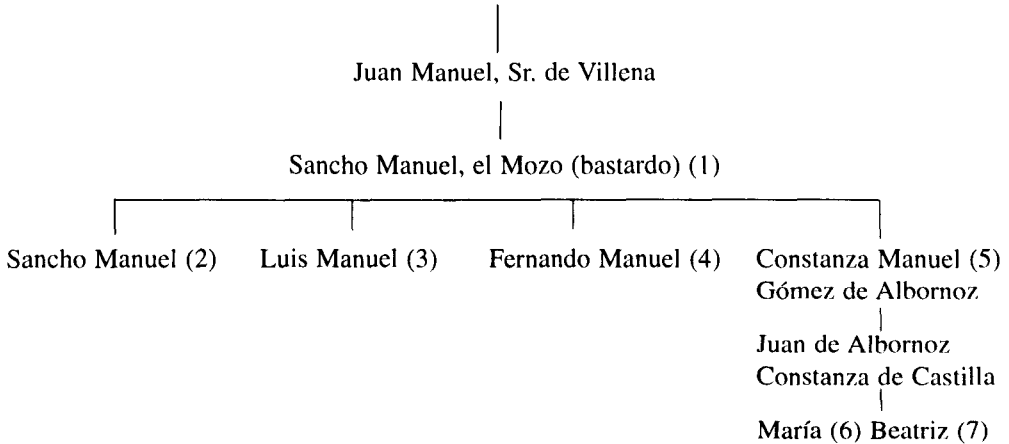 Juan Manuel, Sr. de Villena
Sancho Manuel, el Mozo (bastardo) (1)
Sancho Manuel (2) Luis Manuel (3) Fernando Manuel (4) Constanza Manuel (5)
Gómez de Albornoz
Juan de Albornoz
Constanza de Castilla
María (6) Beatriz (7)